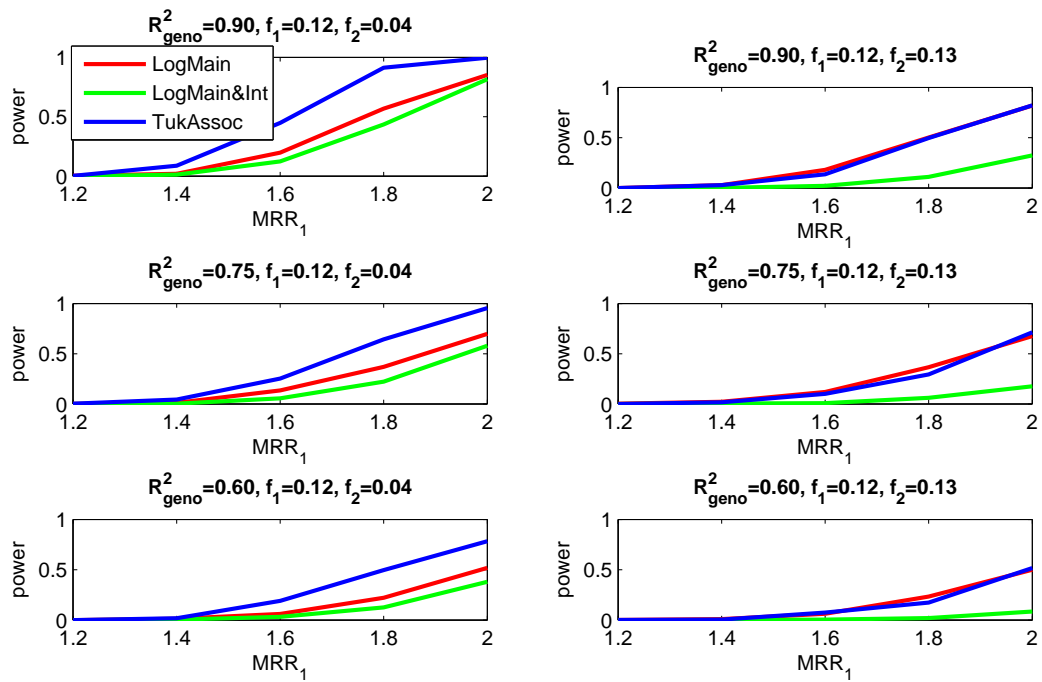 R²geno=0.90, f₁=0.12, f₂=0.04
LogMain
LogMain&Int
TukAssoc
power
1
0.5
0
1.2 1.4 1.6 1.8 2
MRR₁
R²geno=0.90, f₁=0.12, f₂=0.13
power
1
0.5
0
1.2 1.4 1.6 1.8 2
MRR₁
R²geno=0.75, f₁=0.12, f₂=0.04
power
1
0.5
0
1.2 1.4 1.6 1.8 2
MRR₁
R²geno=0.75, f₁=0.12, f₂=0.13
power
1
0.5
0
1.2 1.4 1.6 1.8 2
MRR₁
R²geno=0.60, f₁=0.12, f₂=0.04
power
1
0.5
0
1.2 1.4 1.6 1.8 2
MRR₁
R²geno=0.60, f₁=0.12, f₂=0.13
power
1
0.5
0
1.2 1.4 1.6 1.8 2
MRR₁